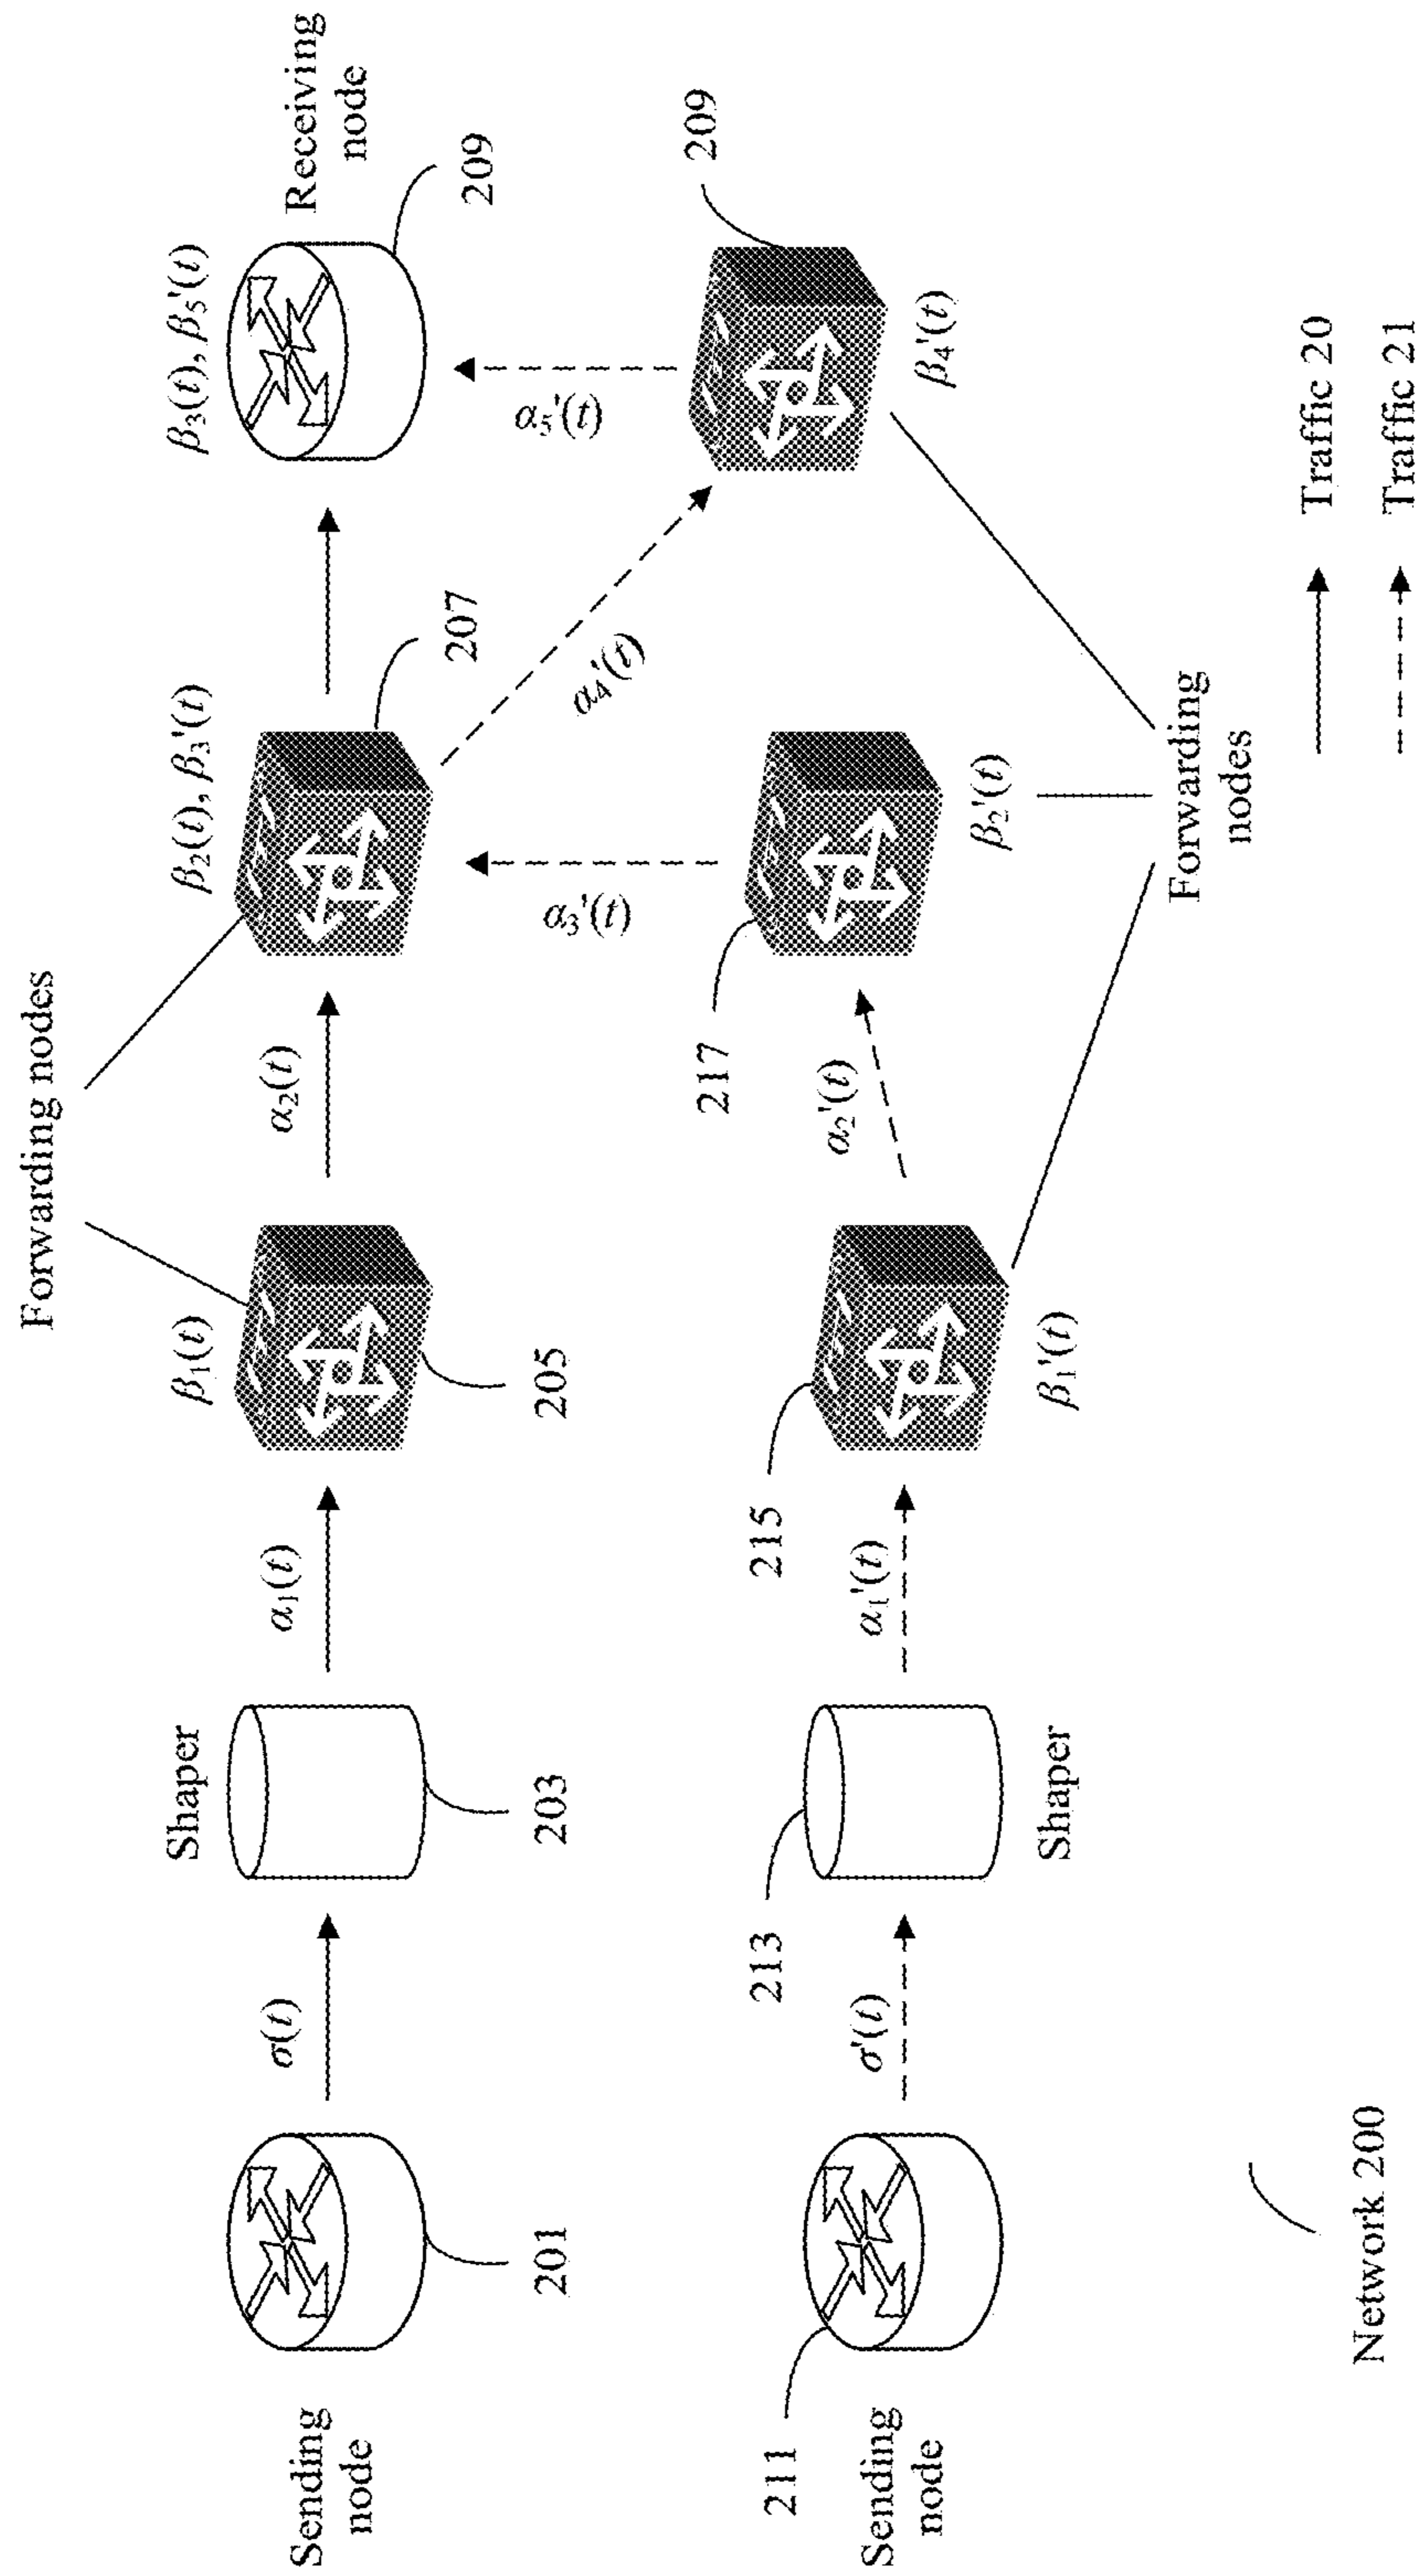 Forwarding nodes
Sending
node
201
σ(t)
Shaper
203
α₁(t)
β₁(t)
205
α₂(t)
β₂(t), β₃'(t)
207
β₃(t), β₅'(t)
Receiving
node
209
α₃'(t)
α₄'(t)
α₅'(t)
Sending
node
211
σ'(t)
213
Shaper
α₁'(t)
215
β₁'(t)
α₂'(t)
217
β₂'(t)
209
β₄'(t)
Forwarding
nodes
Network 200
Traffic 20
Traffic 21